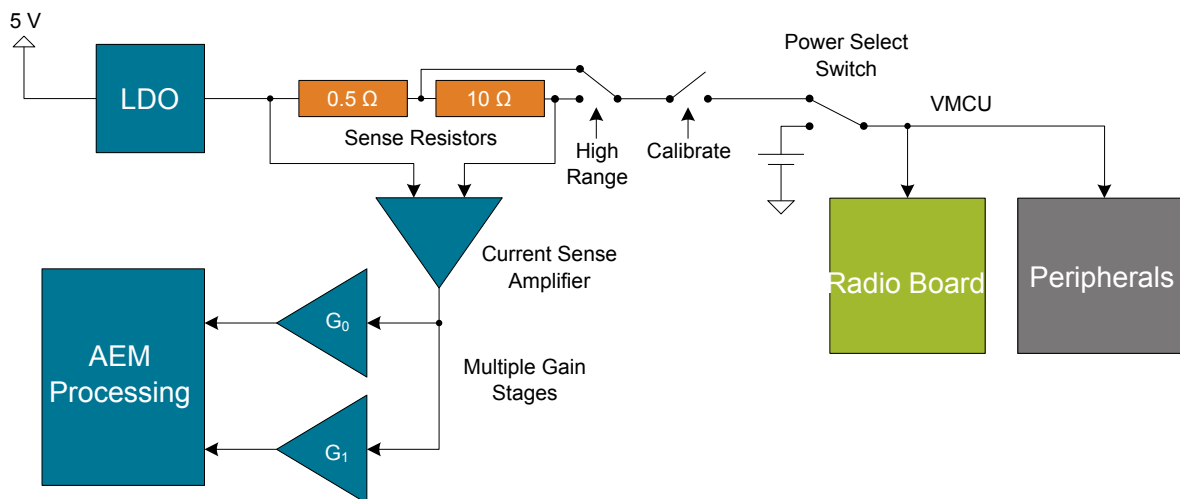 5 V
LDO
0.5 Ω
10 Ω
Sense Resistors
High
Range
Calibrate
Power Select
Switch
VMCU
Current Sense
Amplifier
Radio Board
Peripherals
AEM
Processing
G0
G1
Multiple Gain
Stages